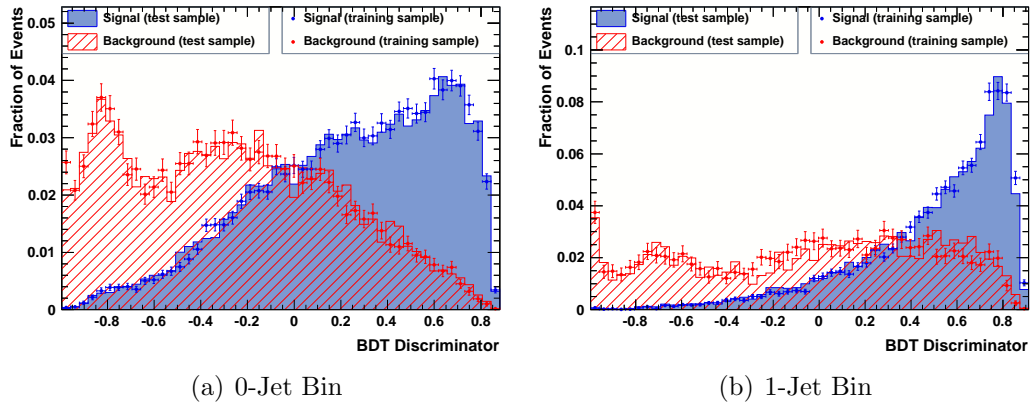 Fraction of Events
0.05
0.04
0.03
0.02
0.01
0
Signal (test sample)
Background (test sample)
Signal (training sample)
Background (training sample)
-0.8 -0.6 -0.4 -0.2 0 0.2 0.4 0.6 0.8
BDT Discriminator
(a) 0-Jet Bin
Fraction of Events
0.1
0.08
0.06
0.04
0.02
0
Signal (test sample)
Background (test sample)
Signal (training sample)
Background (training sample)
-0.8 -0.6 -0.4 -0.2 0 0.2 0.4 0.6 0.8
BDT Discriminator
(b) 1-Jet Bin